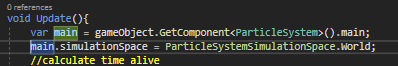 0 references
void Update(){
var main = gameObject.GetComponent<ParticleSystem>().main;
main.simulationSpace = ParticleSystemSimulationSpace.World;
//calculate time alive